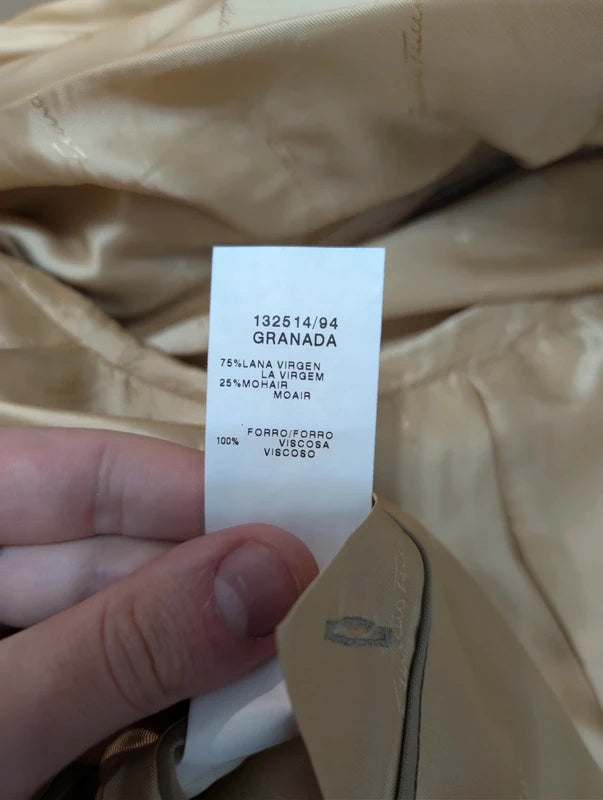 132514/94
GRANADA
75%LANA VIRGEN
LA VIRGEM
25%MOHAIR
MOAIR
FORRO/FORRO
100% VISCOSA
VISCOSO